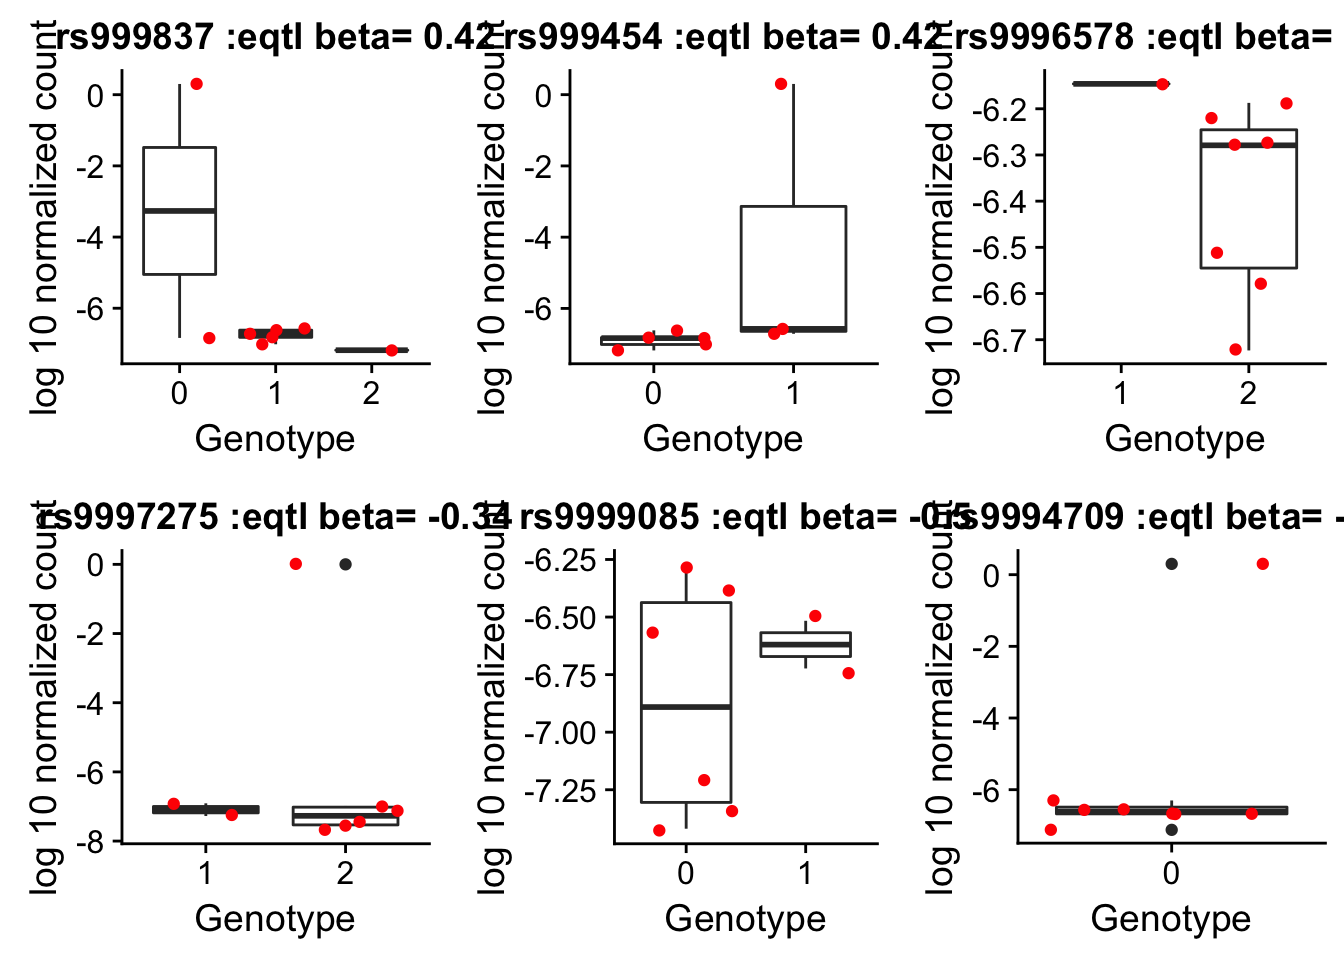 rs999837 :eqtl beta= 0.42
log 10 normalized count
0
-2
-4
-6
0 1 2
Genotype
rs999454 :eqtl beta= 0.42
log 10 normalized count
0
-2
-4
-6
0 1
Genotype
rs9996578 :eqtl beta=
log 10 normalized count
-6.2
-6.3
-6.4
-6.5
-6.6
-6.7
1 2
Genotype
rs9997275 :eqtl beta= -0.34
log 10 normalized count
0
-2
-4
-6
-8
1 2
Genotype
rs9999085 :eqtl beta= -0.5
log 10 normalized count
-6.25
-6.50
-6.75
-7.00
-7.25
0 1
Genotype
rs9994709 :eqtl beta= -
log 10 normalized count
0
-2
-4
-6
0
Genotype